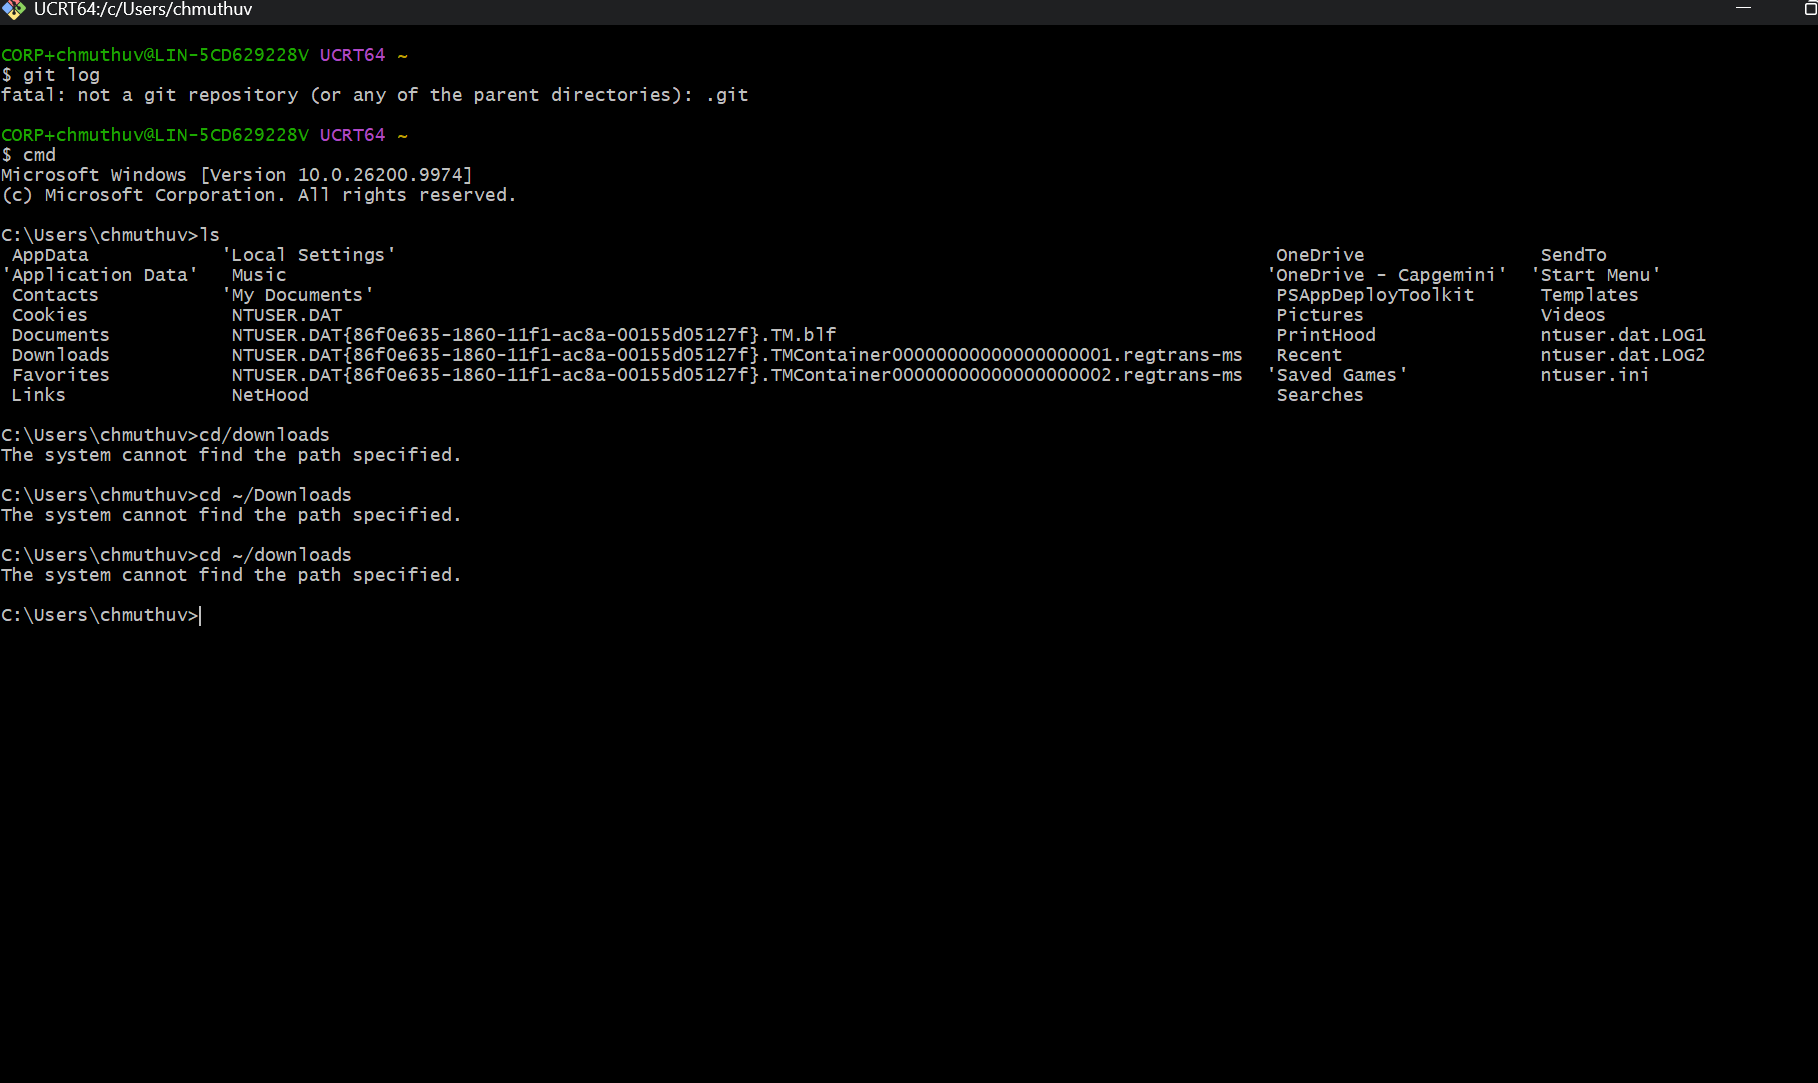 UCRT64:/c/Users/chmuthuv
CORP+chmuthuv@LIN-5CD629228V UCRT64 ~
$ git log
fatal: not a git repository (or any of the parent directories): .git
CORP+chmuthuv@LIN-5CD629228V UCRT64 ~
$ cmd
Microsoft Windows [Version 10.0.26200.9974]
(c) Microsoft Corporation. All rights reserved.
C:\Users\chmuthuv>ls
 AppData            'Local Settings'                                                                                OneDrive                SendTo
'Application Data'   Music                                                                                         'OneDrive - Capgemini'  'Start Menu'
 Contacts           'My Documents'                                                                                  PSAppDeployToolkit      Templates
 Cookies             NTUSER.DAT                                                                                     Pictures                Videos
 Documents           NTUSER.DAT{86f0e635-1860-11f1-ac8a-00155d05127f}.TM.blf                                        PrintHood               ntuser.dat.LOG1
 Downloads           NTUSER.DAT{86f0e635-1860-11f1-ac8a-00155d05127f}.TMContainer00000000000000000001.regtrans-ms   Recent                  ntuser.dat.LOG2
 Favorites           NTUSER.DAT{86f0e635-1860-11f1-ac8a-00155d05127f}.TMContainer00000000000000000002.regtrans-ms  'Saved Games'            ntuser.ini
 Links               NetHood                                                                                        Searches
C:\Users\chmuthuv>cd/downloads
The system cannot find the path specified.
C:\Users\chmuthuv>cd ~/Downloads
The system cannot find the path specified.
C:\Users\chmuthuv>cd ~/downloads
The system cannot find the path specified.
C:\Users\chmuthuv>